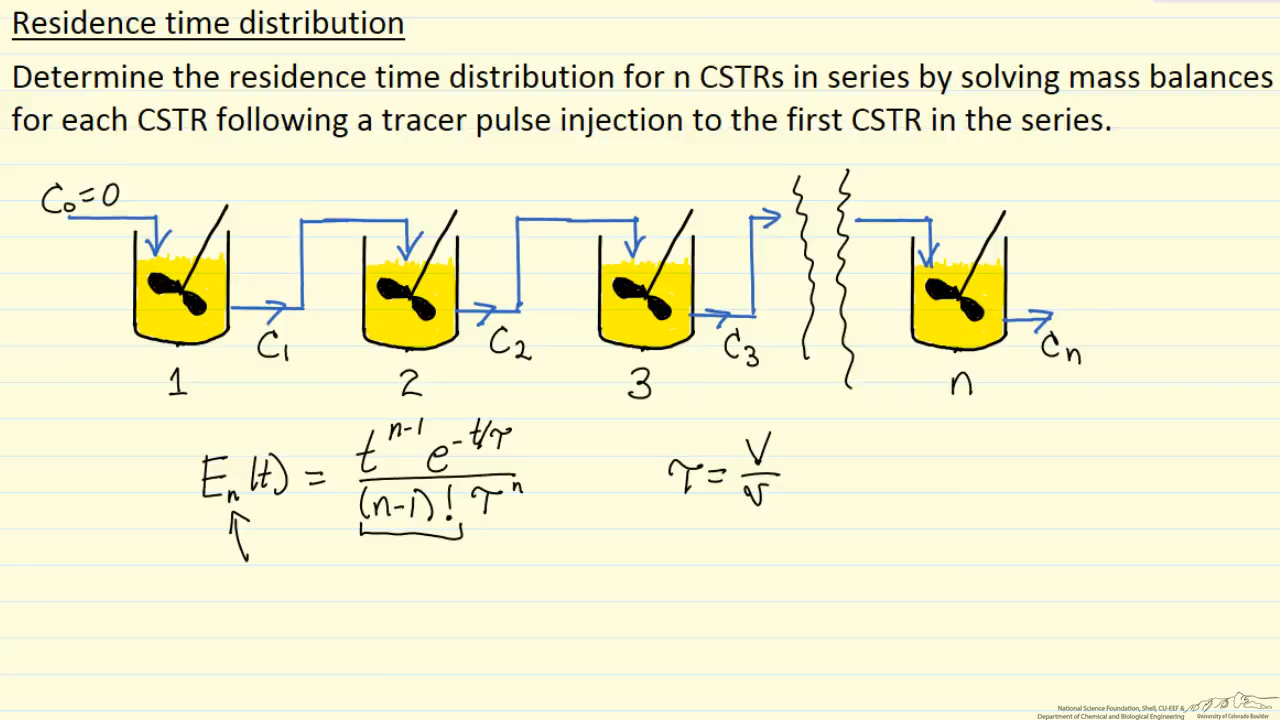 Residence time distribution
Determine the residence time distribution for n CSTRs in series by solving mass balances
for each CSTR following a tracer pulse injection to the first CSTR in the series.
C₀=0
C₁ C₂ C₃ Cₙ
1 2 3 n
Eₙ(t) = tⁿ⁻¹ e^(-t/τ) / (n-1)! τⁿ τ = V/v
National Science Foundation, Shell, CU-EEF &
Department of Chemical and Biological Engineering University of Colorado Boulder